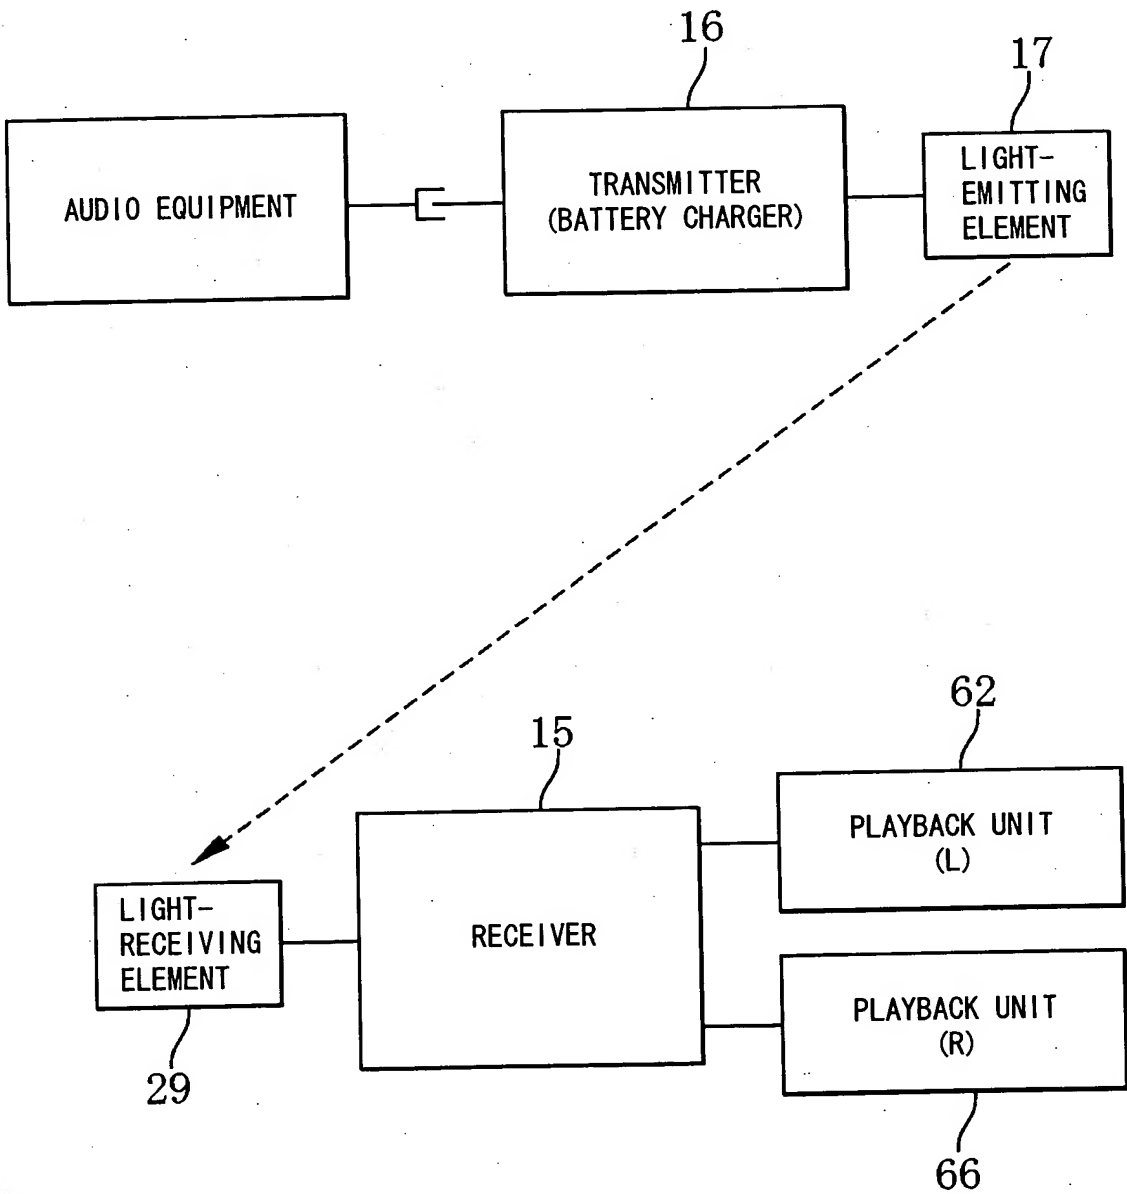 16
17
AUDIO EQUIPMENT
TRANSMITTER
(BATTERY CHARGER)
LIGHT-
EMITTING
ELEMENT
15
62
PLAYBACK UNIT
(L)
LIGHT-
RECEIVING
ELEMENT
RECEIVER
PLAYBACK UNIT
(R)
29
66